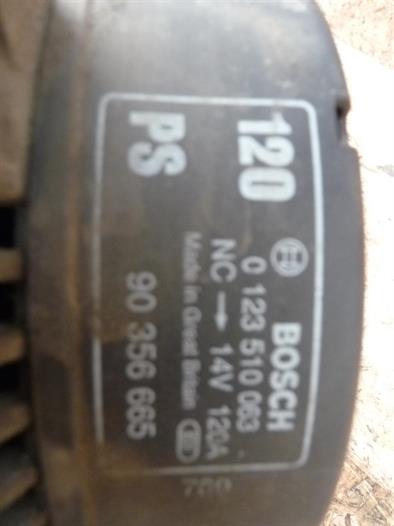 120
PS
BOSCH
0 123 510 063
NC → 14V 120A
Made in Great Britain
90 356 665